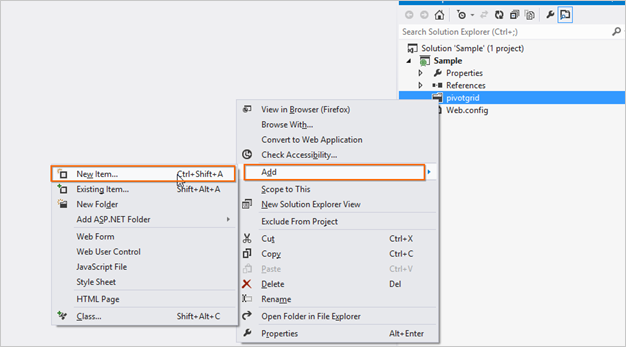 Search Solution Explorer (Ctrl+;)
Solution 'Sample' (1 project)
Sample
Properties
References
pivotgrid
Web.config
View in Browser (Firefox)
Browse With...
Convert to Web Application
Check Accessibility...
Add
Scope to This
New Solution Explorer View
Exclude From Project
Cut Ctrl+X
Copy Ctrl+C
Paste Ctrl+V
Delete Del
Rename
Open Folder in File Explorer
Properties Alt+Enter
New Item... Ctrl+Shift+A
Existing Item... Shift+Alt+A
New Folder
Add ASP.NET Folder
Web Form
Web User Control
JavaScript File
Style Sheet
HTML Page
Class... Shift+Alt+C